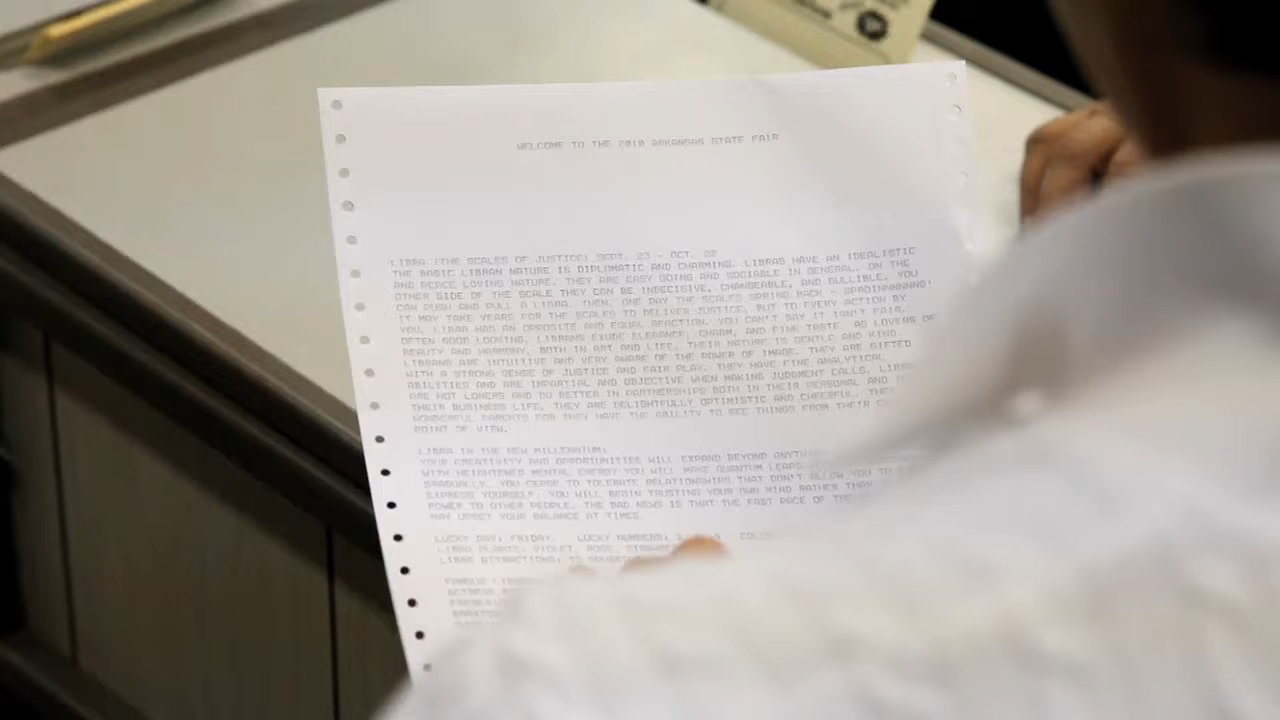 WELCOME TO THE 2010 ARKANSAS STATE FAIR
LIBRA (THE SCALES OF JUSTICE) SEPT. 23 - OCT. 22
THE BASIC LIBRAN NATURE IS DIPLOMATIC AND CHARMING. LIBRAS HAVE AN IDEALISTIC
AND PEACE LOVING NATURE. THEY ARE EASY GOING AND SOCIABLE IN GENERAL. ON THE
OTHER SIDE OF THE SCALE THEY CAN BE INDECISIVE, CHANGEABLE, AND GULLIBLE. YOU
CAN PUSH AND PULL A LIBRA. THEN, ONE DAY THE SCALES SPRING BACK -
IT MAY TAKE YEARS FOR THE SCALES TO DELIVER JUSTICE, BUT TO EVERY ACTION BY
YOU, LIBRA HAD AN OPPOSITE AND EQUAL REACTION. YOU CAN'T SAY IT ISN'T FAIR.
OFTEN GOOD LOOKING, LIBRANS EXUDE ELEGANCE, CHARM, AND FINE TASTE. AS LOVERS OF
BEAUTY AND HARMONY, BOTH IN ART AND LIFE, THEIR NATURE IS GENTLE AND KIND.
LIBRANS ARE INTUITIVE AND VERY AWARE OF THE POWER OF IMAGE. THEY ARE GIFTED
WITH A STRONG SENSE OF JUSTICE AND FAIR PLAY. THEY HAVE FINE ANALYTICAL
ABILITIES AND ARE IMPARTIAL AND OBJECTIVE WHEN MAKING JUDGMENT CALLS.
ARE NOT LONERS AND DO BETTER IN PARTNERSHIPS BOTH IN THEIR PERSONAL AND
THEIR BUSINESS LIFE. THEY ARE DELIGHTFULLY OPTIMISTIC AND CHEERFUL. THEY
WONDERFUL PARENTS FOR THEY HAVE THE ABILITY TO SEE THINGS FROM THEIR
POINT OF VIEW.
LIBRA IN THE NEW MILLENNIUM:
YOUR CREATIVITY AND OPPORTUNITIES WILL EXPAND BEYOND
WITH HEIGHTENED MENTAL ENERGY YOU WILL MAKE QUANTUM LEAPS
GRADUALLY, YOU CEASE TO TOLERATE RELATIONSHIPS THAT DON'T ALLOW YOU TO
EXPRESS YOURSELF. YOU WILL BEGIN TRUSTING YOUR OWN MIND RATHER THAN
POWER TO OTHER PEOPLE. THE BAD NEWS IS THAT THE FAST PACE OF THE
MAY UPSET YOUR BALANCE AT TIMES.
LUCKY DAY: FRIDAY. LUCKY NUMBERS:
LIBRA PLANTS: VIOLET, ROSE,
LIBRA ATTRACTIONS:
FAMOUS
ACTRESS